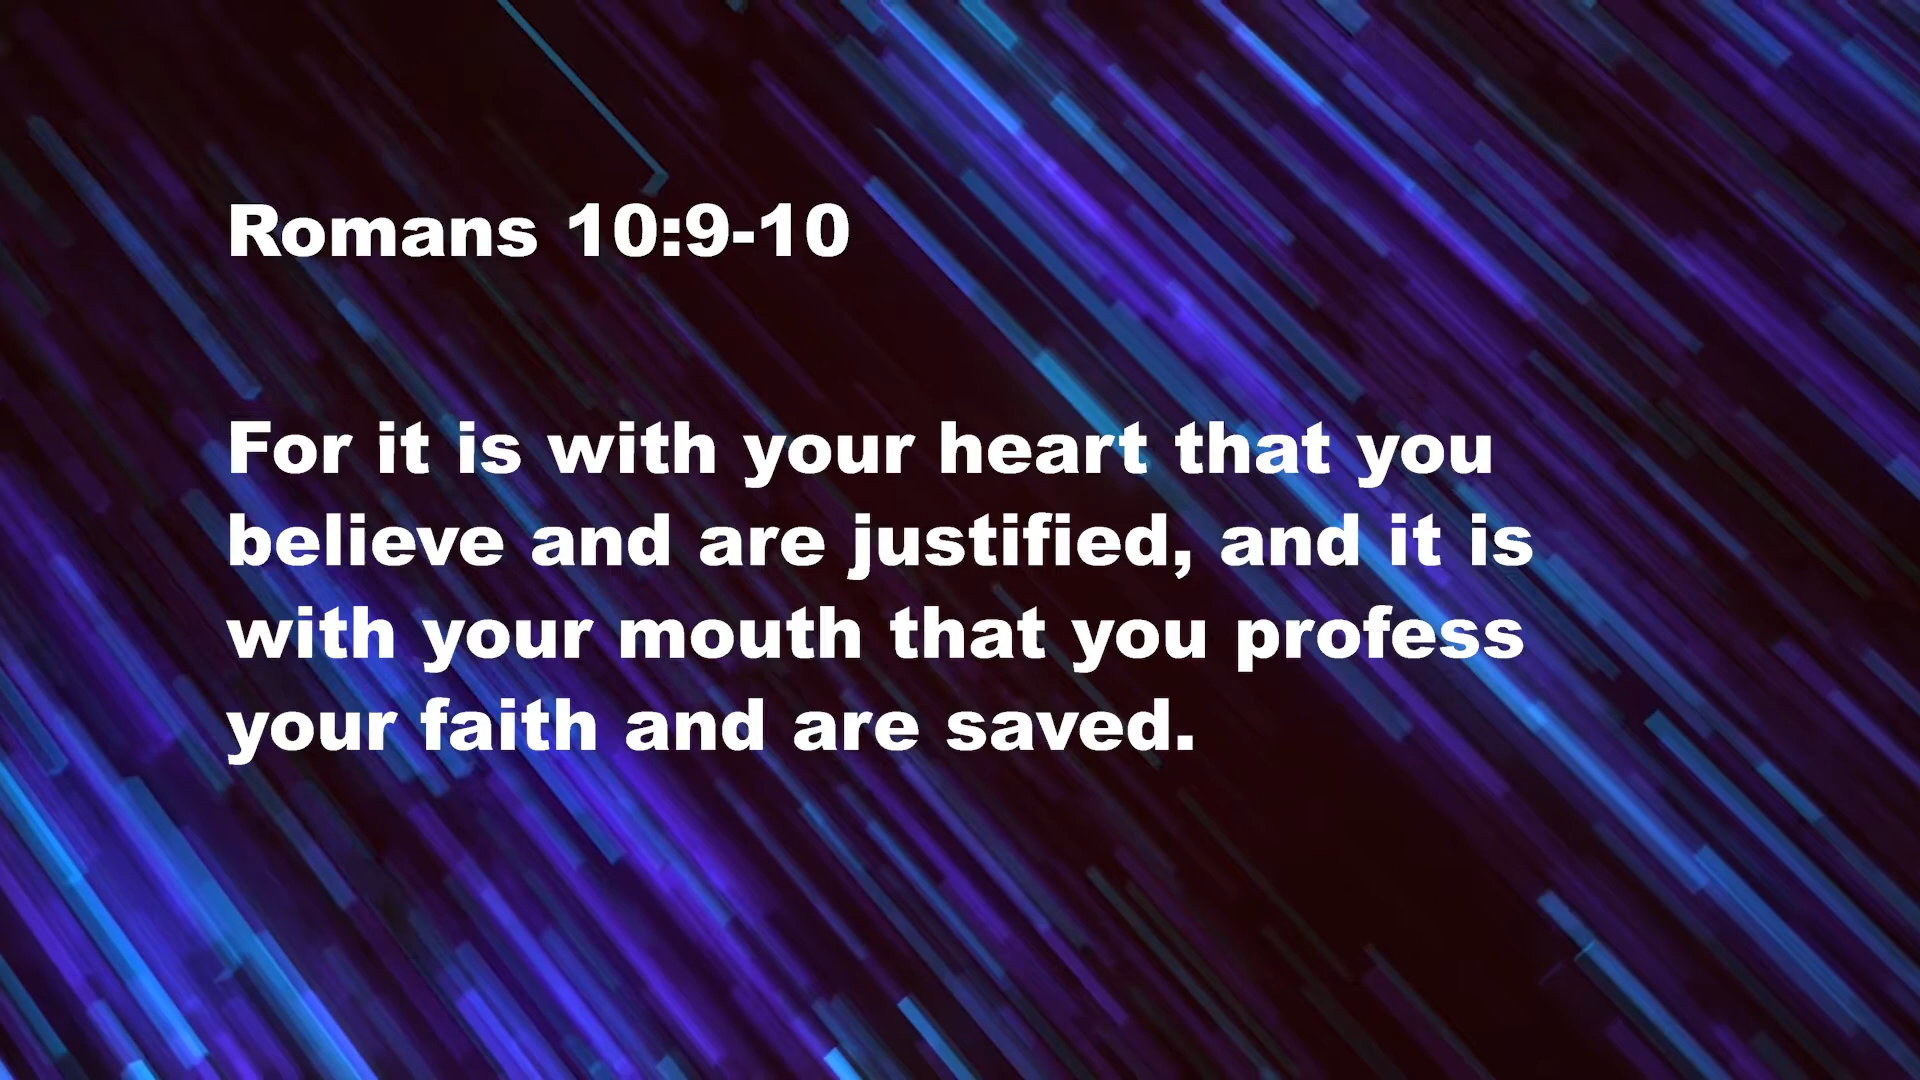 Romans 10:9-10
For it is with your heart that you
believe and are justified, and it is
with your mouth that you profess
your faith and are saved.